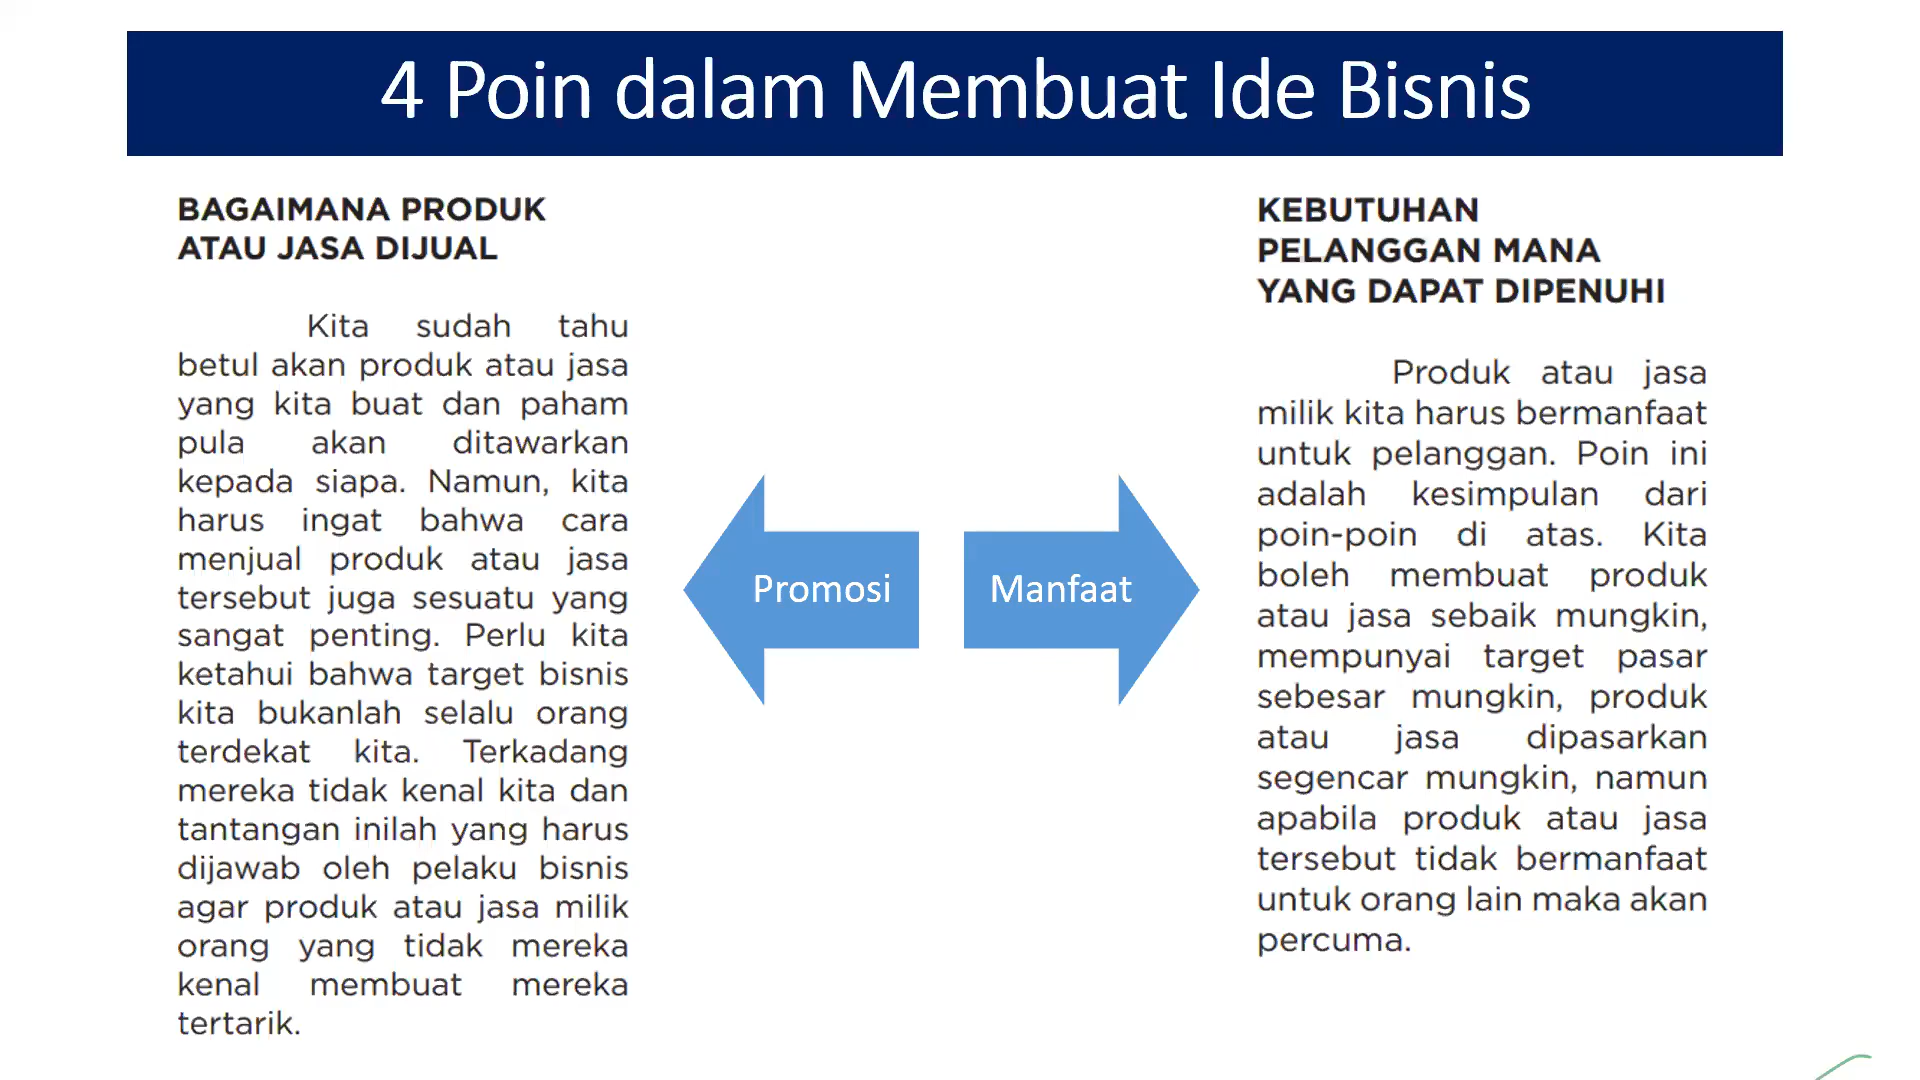 4 Poin dalam Membuat Ide Bisnis
BAGAIMANA PRODUK
ATAU JASA DIJUAL
Kita sudah tahu
betul akan produk atau jasa
yang kita buat dan paham
pula akan ditawarkan
kepada siapa. Namun, kita
harus ingat bahwa cara
menjual produk atau jasa
tersebut juga sesuatu yang
sangat penting. Perlu kita
ketahui bahwa target bisnis
kita bukanlah selalu orang
terdekat kita. Terkadang
mereka tidak kenal kita dan
tantangan inilah yang harus
dijawab oleh pelaku bisnis
agar produk atau jasa milik
orang yang tidak mereka
kenal membuat mereka
tertarik.
Promosi
Manfaat
KEBUTUHAN
PELANGGAN MANA
YANG DAPAT DIPENUHI
Produk atau jasa
milik kita harus bermanfaat
untuk pelanggan. Poin ini
adalah kesimpulan dari
poin-poin di atas. Kita
boleh membuat produk
atau jasa sebaik mungkin,
mempunyai target pasar
sebesar mungkin, produk
atau jasa dipasarkan
segencar mungkin, namun
apabila produk atau jasa
tersebut tidak bermanfaat
untuk orang lain maka akan
percuma.